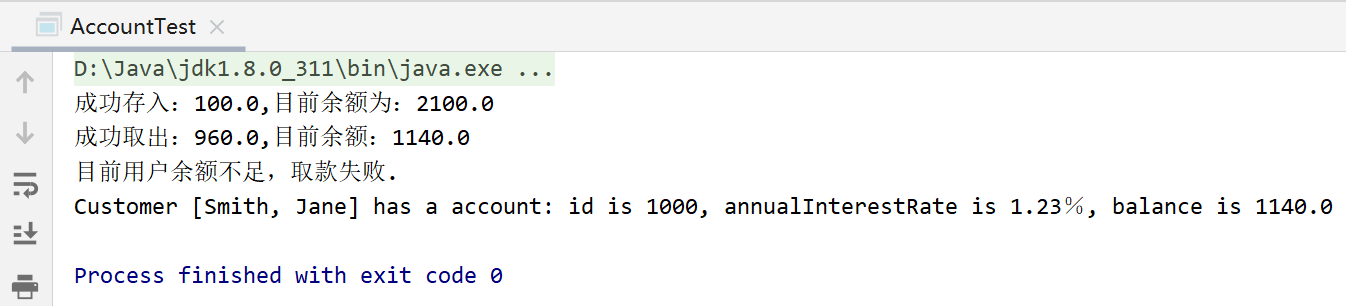 AccountTest
D:\Java\jdk1.8.0_311\bin\java.exe ...
成功存入：100.0,目前余额为：2100.0
成功取出：960.0,目前余额：1140.0
目前用户余额不足，取款失败.
Customer [Smith, Jane] has a account: id is 1000, annualInterestRate is 1.23％, balance is 1140.0
Process finished with exit code 0